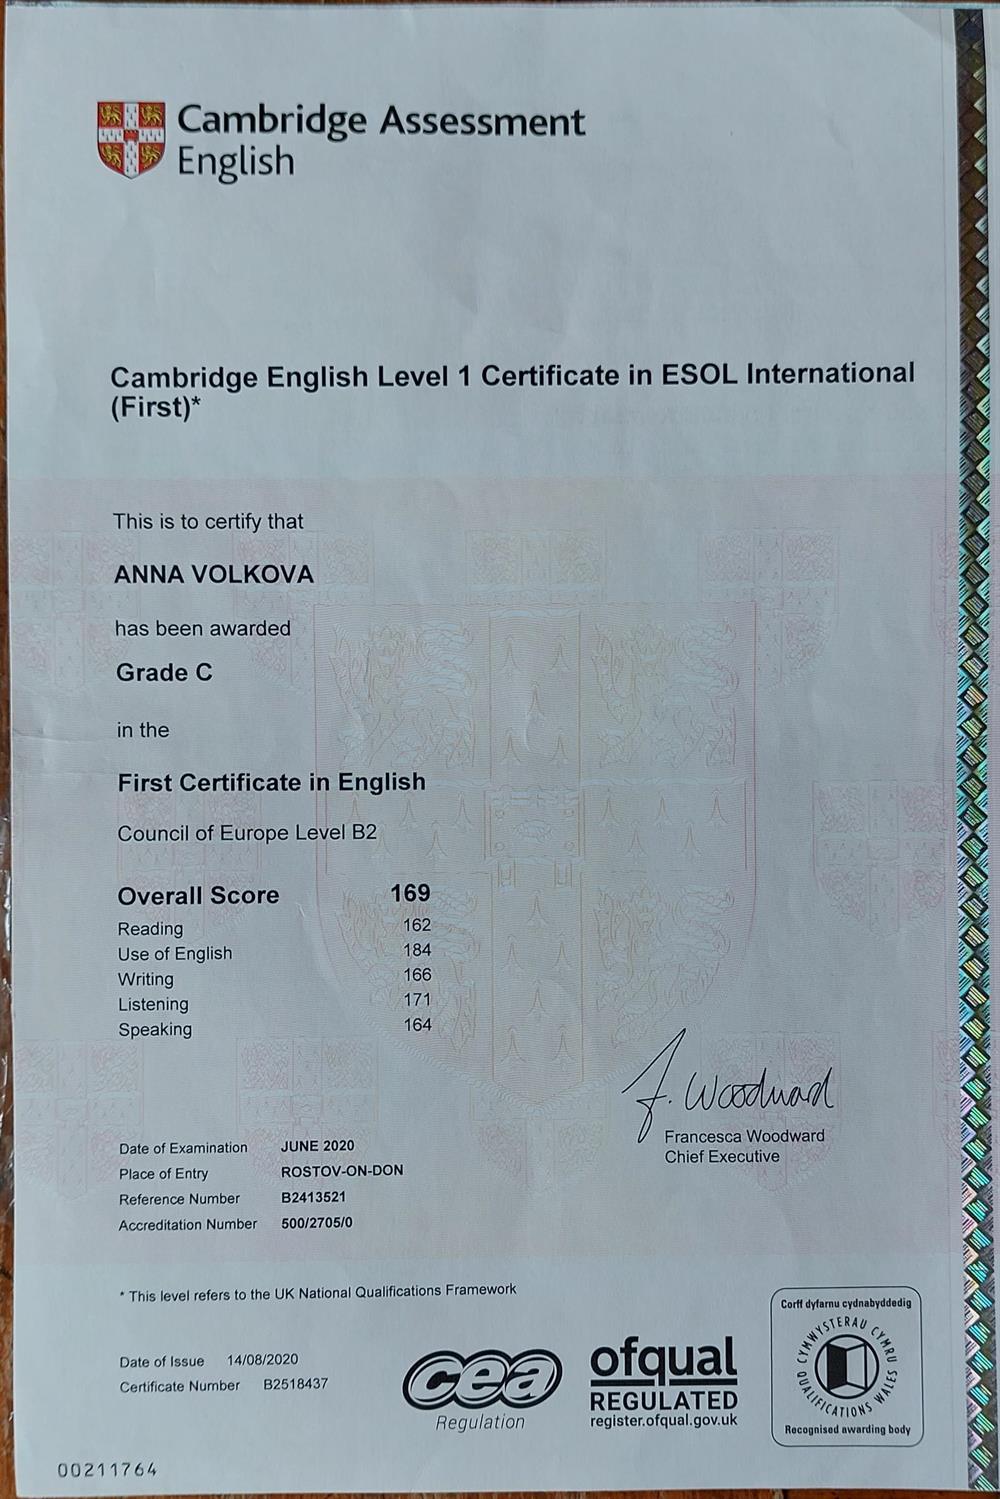 Cambridge Assessment
English
Cambridge English Level 1 Certificate in ESOL International
(First)*
This is to certify that
ANNA VOLKOVA
has been awarded
Grade C
in the
First Certificate in English
Council of Europe Level B2
Overall Score 169
Reading 162
Use of English 184
Writing 166
Listening 171
Speaking 164
F. Woodward
Francesca Woodward
Chief Executive
Date of Examination JUNE 2020
Place of Entry ROSTOV-ON-DON
Reference Number B2413521
Accreditation Number 500/2705/0
* This level refers to the UK National Qualifications Framework
Date of Issue 14/08/2020
Certificate Number B2518437
cea
Regulation
ofqual
REGULATED
register.ofqual.gov.uk
Corff dyfarnu cydnabyddedig
CYMWYSTERAU CYMRU
QUALIFICATIONS WALES
Recognised awarding body
00211764